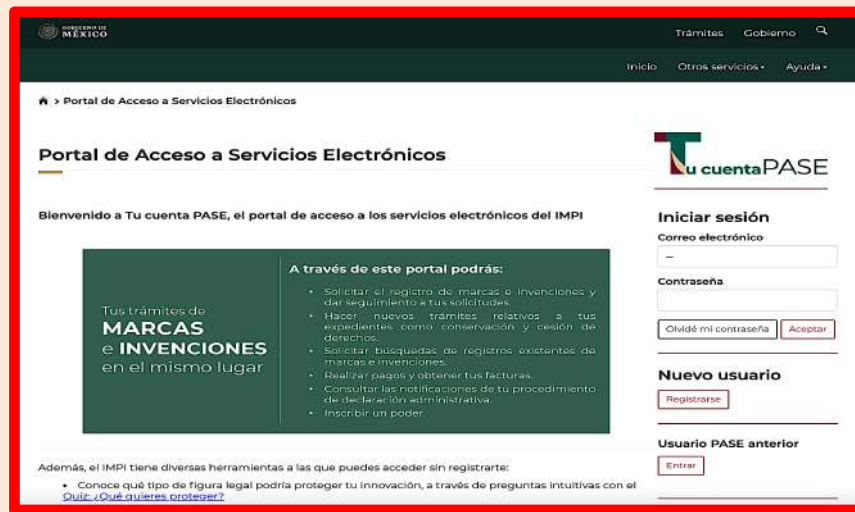 GOBIERNO DE
MÉXICO
Trámites Gobierno
Inicio Otros servicios Ayuda
> Portal de Acceso a Servicios Electrónicos
Portal de Acceso a Servicios Electrónicos
Bienvenido a Tu cuenta PASE, el portal de acceso a los servicios electrónicos del IMPI
Tus trámites de
MARCAS
e INVENCIONES
en el mismo lugar
A través de este portal podrás:
• Solicitar el registro de marcas e invenciones y
dar seguimiento a tus solicitudes.
• Hacer nuevos trámites relativos a tus
expedientes como conservación y cesión de
derechos.
• Solicitar búsquedas de registros existentes de
marcas e invenciones.
• Realizar pagos y obtener tus facturas.
• Consultar las notificaciones de tu procedimiento
de declaración administrativa.
• Inscribir un poder.
Además, el IMPI tiene diversas herramientas a las que puedes acceder sin registrarte:
• Conoce qué tipo de figura legal podría proteger tu innovación, a través de preguntas intuitivas con el
Quiz: ¿Qué quieres proteger?
Tu cuenta PASE
Iniciar sesión
Correo electrónico
–
Contraseña
Olvidé mi contraseña Aceptar
Nuevo usuario
Registrarse
Usuario PASE anterior
Entrar